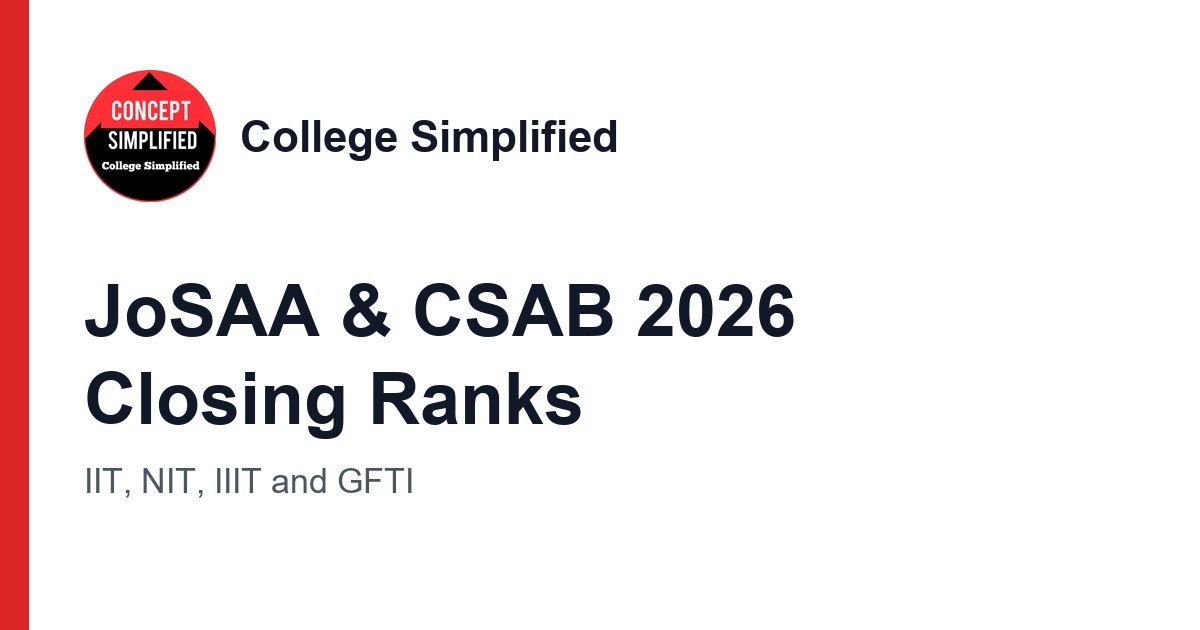 CONCEPT
SIMPLIFIED
College Simplified
College Simplified
JoSAA & CSAB 2026
Closing Ranks
IIT, NIT, IIIT and GFTI